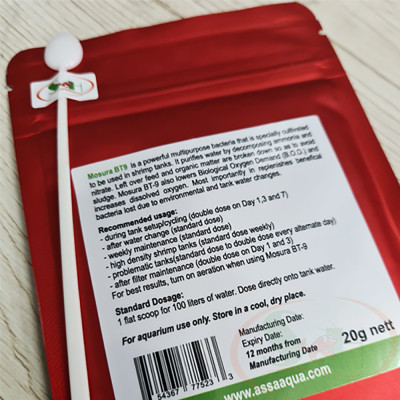 Mosura BT9 is a powerful multipurpose bacteria that is specially cultivated
to be used in shrimp tanks. It purifies water by decomposing ammonia and
nitrate. Left over feed and organic matter are broken down so as to avoid
sludge. Mosura BT-9 also lowers Biological Oxygen Demand (B.O.D.) and
increases dissolved oxygen. Most importantly in replenishes beneficial
bacteria lost due to environmental and tank water changes.
Recommended usage:
- during tank setup/cycling (double dose on Day 1,3 and 7)
- after water change (standard dose)
- weekly maintenance (standard dose)
- high density shrimp tanks (standard dose weekly)
- problematic tanks(standard dose to double dose every alternate day)
- after filter maintenance (double dose on Day 1 and 3)
For best results, turn on aeration when using Mosura BT-9
Standard Dosage:
1 flat scoop for 100 liters of water. Dose directly onto tank water.
For aquarium use only. Store in a cool, dry place.
Manufacturing Date:
Expiry Date:
12 months from
Manufacturing Date
20g nett
54367 77523 3
www.assaaqua.com